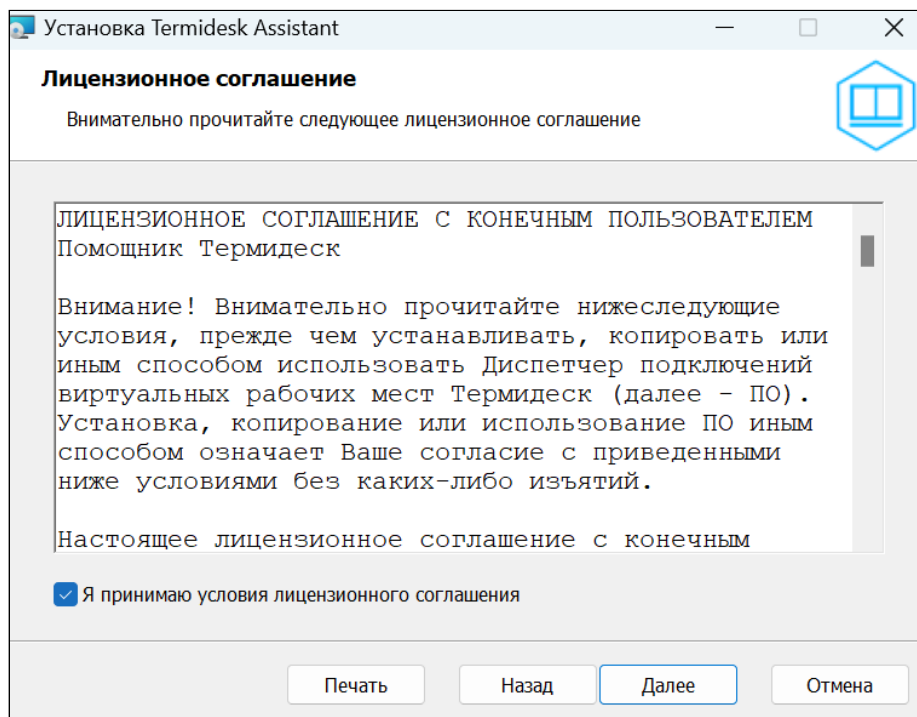 Установка Termidesk Assistant
Лицензионное соглашение
Внимательно прочитайте следующее лицензионное соглашение
ЛИЦЕНЗИОННОЕ СОГЛАШЕНИЕ С КОНЕЧНЫМ ПОЛЬЗОВАТЕЛЕМ
Помощник Термидеск
Внимание! Внимательно прочитайте нижеследующие
условия, прежде чем устанавливать, копировать или
иным способом использовать Диспетчер подключений
виртуальных рабочих мест Термидеск (далее – ПО).
Установка, копирование или использование ПО иным
способом означает Ваше согласие с приведенными
ниже условиями без каких-либо изъятий.
Настоящее лицензионное соглашение с конечным
Я принимаю условия лицензионного соглашения
Печать
Назад
Далее
Отмена